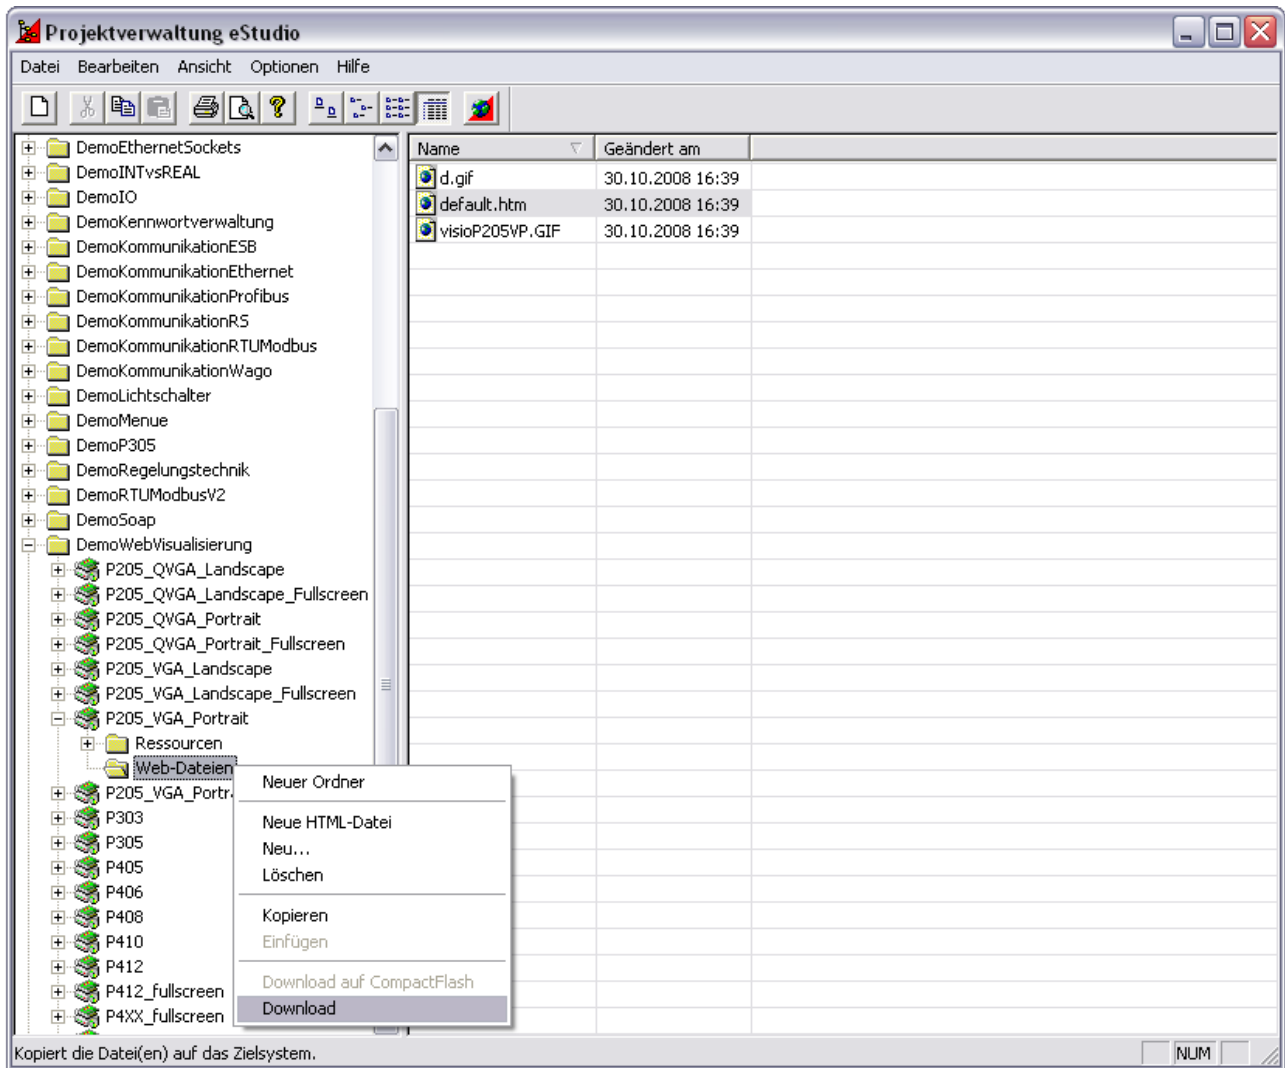 Projektverwaltung eStudio
Datei Bearbeiten Ansicht Optionen Hilfe
DemoEthernetSockets
DemoINTvsREAL
DemoIO
DemoKennwortverwaltung
DemoKommunikationESB
DemoKommunikationEthernet
DemoKommunikationProfibus
DemoKommunikationRS
DemoKommunikationRTUModbus
DemoKommunikationWago
DemoLichtschalter
DemoMenue
DemoP305
DemoRegelungstechnik
DemoRTUModbusV2
DemoSoap
DemoWebVisualisierung
P205_QVGA_Landscape
P205_QVGA_Landscape_Fullscreen
P205_QVGA_Portrait
P205_QVGA_Portrait_Fullscreen
P205_VGA_Landscape
P205_VGA_Landscape_Fullscreen
P205_VGA_Portrait
Ressourcen
Web-Dateien
P205_VGA_Portr
P303
P305
P405
P406
P408
P410
P412
P412_fullscreen
P4XX_fullscreen
Name Geändert am
d.gif 30.10.2008 16:39
default.htm 30.10.2008 16:39
visioP205VP.GIF 30.10.2008 16:39
Neuer Ordner
Neue HTML-Datei
Neu...
Löschen
Kopieren
Einfügen
Download auf CompactFlash
Download
Kopiert die Datei(en) auf das Zielsystem.
NUM